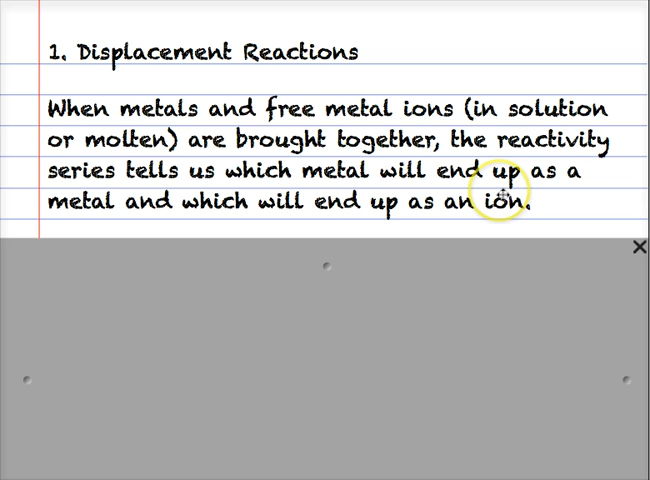 1. Displacement Reactions
When metals and free metal ions (in solution
or molten) are brought together, the reactivity
series tells us which metal will end up as a
metal and which will end up as an ion.